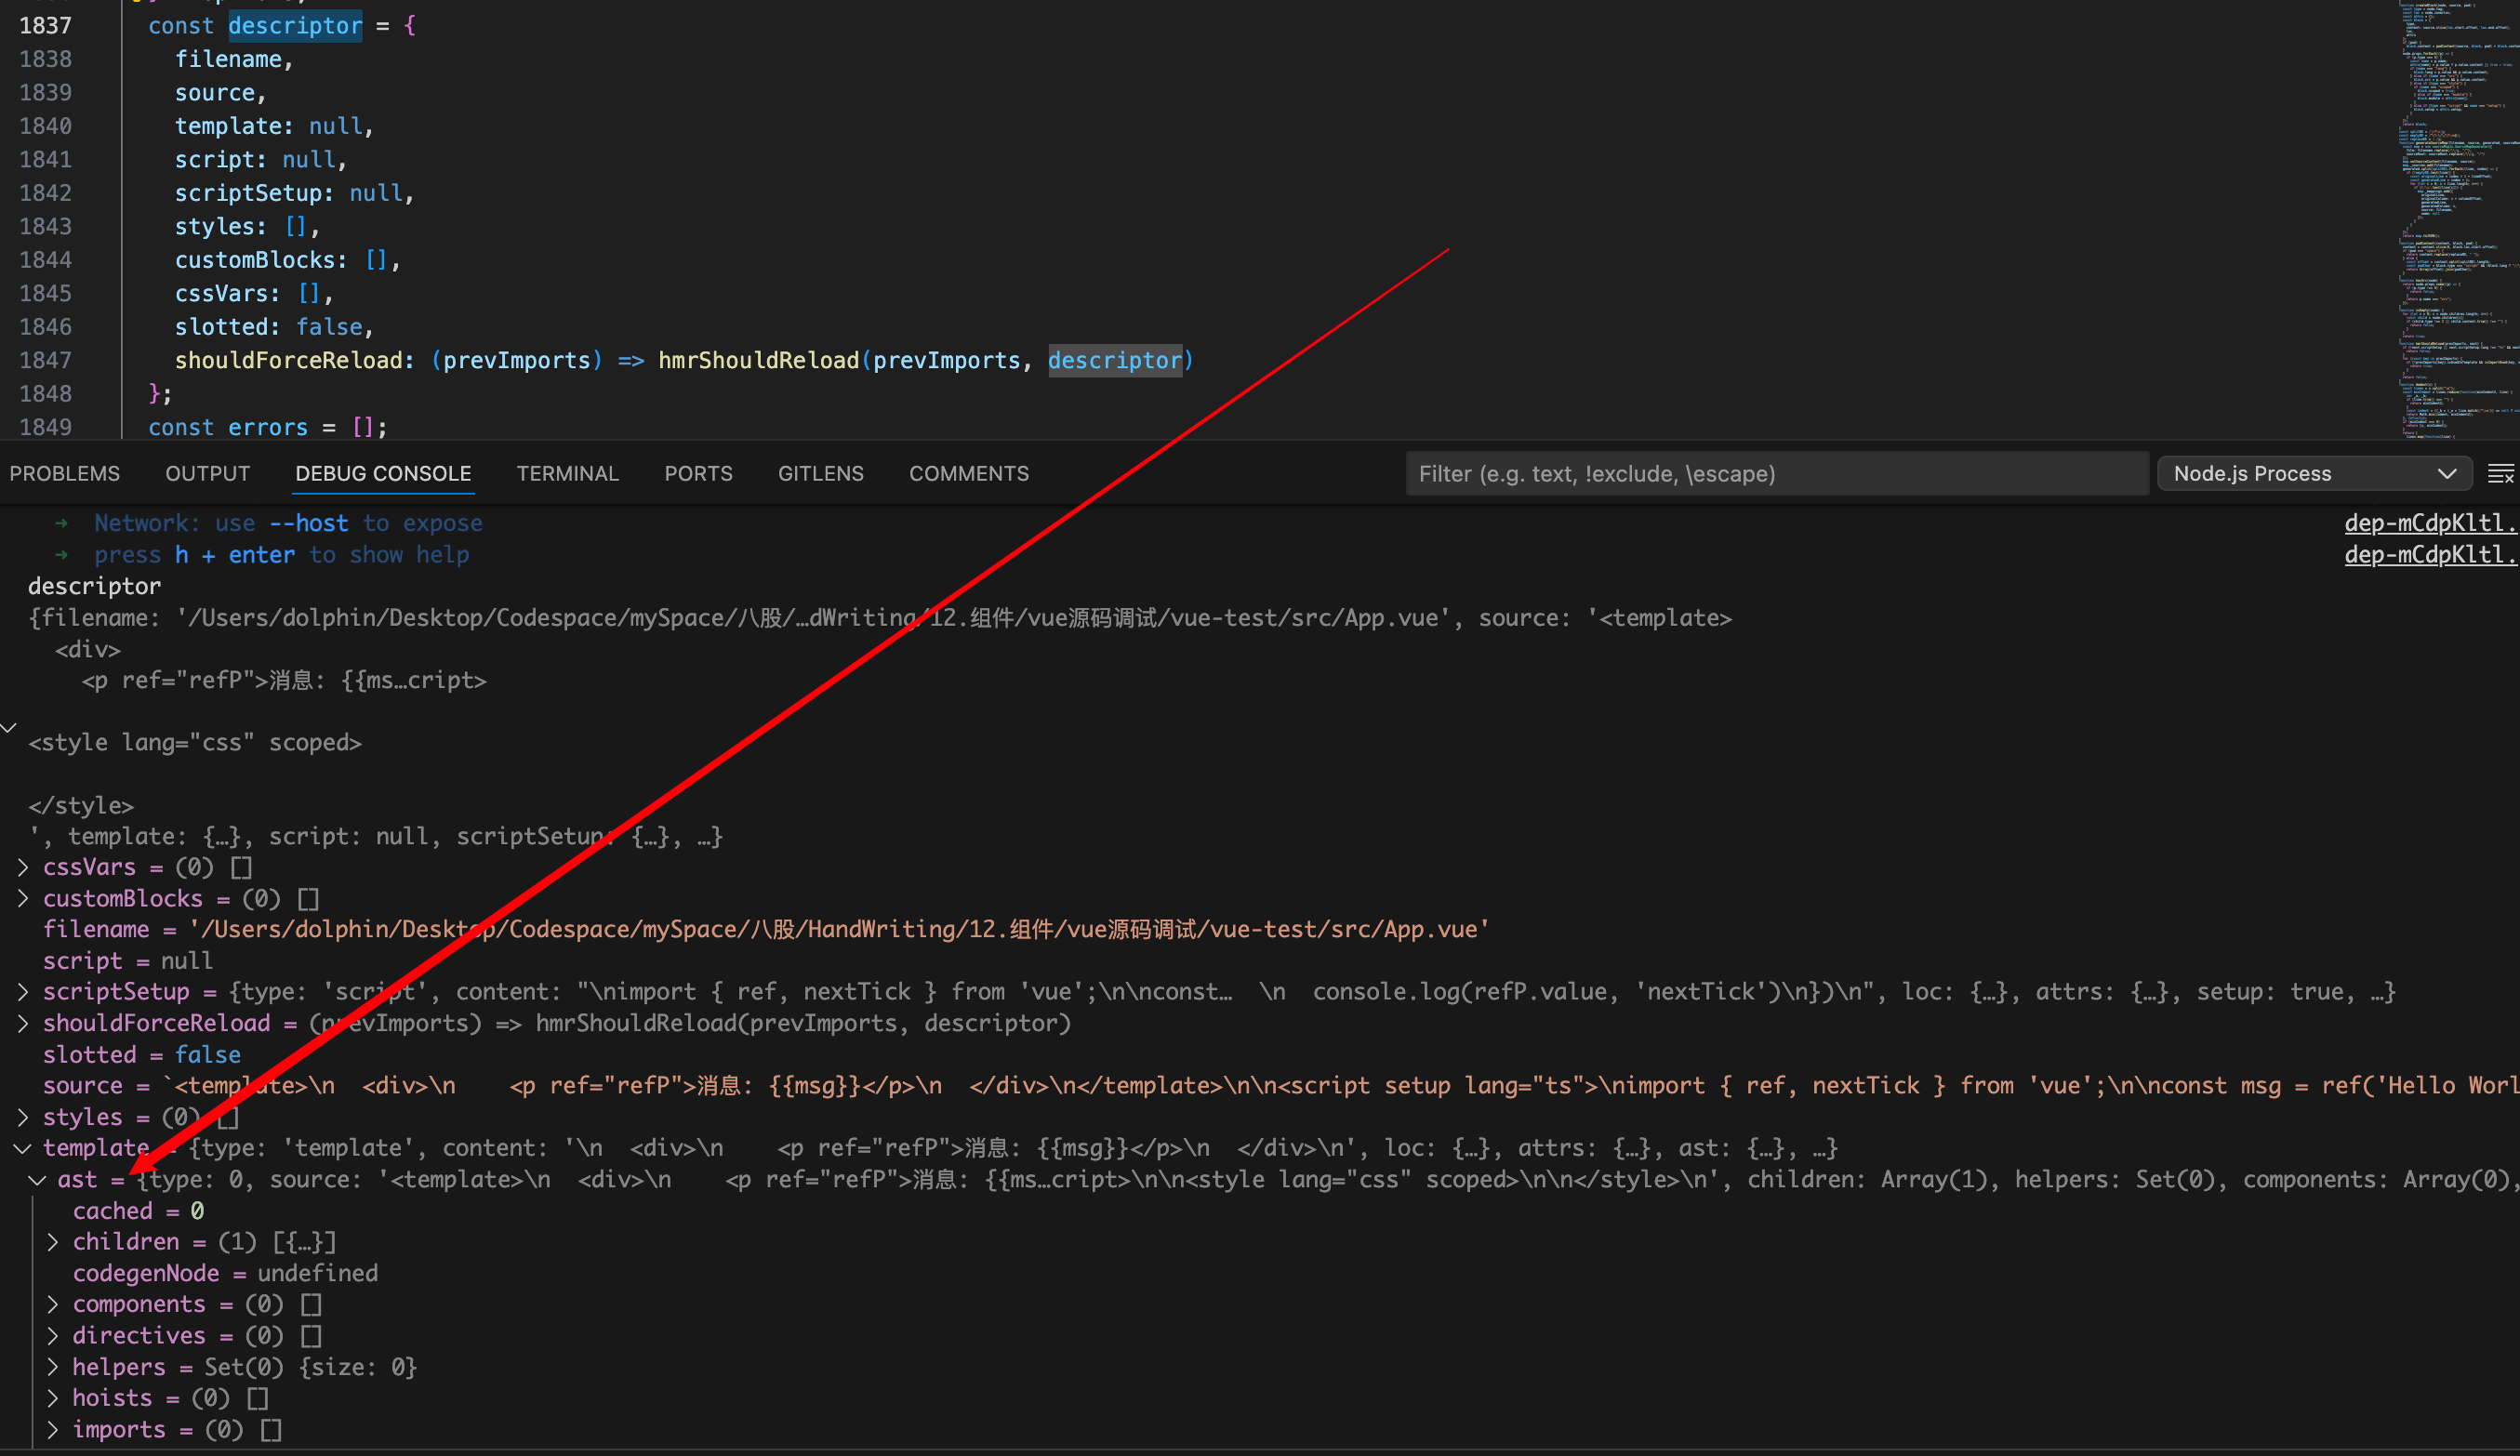 1837 const descriptor = {
1838 filename,
1839 source,
1840 template: null,
1841 script: null,
1842 scriptSetup: null,
1843 styles: [],
1844 customBlocks: [],
1845 cssVars: [],
1846 slotted: false,
1847 shouldForceReload: (prevImports) => hmrShouldReload(prevImports, descriptor)
1848 };
1849 const errors = [];
PROBLEMS OUTPUT DEBUG CONSOLE TERMINAL PORTS GITLENS COMMENTS Filter (e.g. text, !exclude, \escape) Node.js Process
➜ Network: use --host to expose dep-mCdpKltl.
➜ press h + enter to show help dep-mCdpKltl.
descriptor
{filename: '/Users/dolphin/Desktop/Codespace/mySpace/八股/…dWriting/12.组件/vue源码调试/vue-test/src/App.vue', source: '<template>
<div>
<p ref="refP">消息: {{ms…cript>
<style lang="css" scoped>
</style>
', template: {…}, script: null, scriptSetup: {…}, …}
cssVars = (0) []
customBlocks = (0) []
filename = '/Users/dolphin/Desktop/Codespace/mySpace/八股/HandWriting/12.组件/vue源码调试/vue-test/src/App.vue'
script = null
scriptSetup = {type: 'script', content: "\nimport { ref, nextTick } from 'vue';\n\nconst… \n  console.log(refP.value, 'nextTick')\n})\n", loc: {…}, attrs: {…}, setup: true, …}
shouldForceReload = (prevImports) => hmrShouldReload(prevImports, descriptor)
slotted = false
source = `<template>\n  <div>\n    <p ref="refP">消息: {{msg}}</p>\n  </div>\n</template>\n\n<script setup lang="ts">\nimport { ref, nextTick } from 'vue';\n\nconst msg = ref('Hello Worl
styles = (0) []
template = {type: 'template', content: '\n  <div>\n    <p ref="refP">消息: {{msg}}</p>\n  </div>\n', loc: {…}, attrs: {…}, ast: {…}, …}
ast = {type: 0, source: '<template>\n  <div>\n    <p ref="refP">消息: {{ms…cript>\n\n<style lang="css" scoped>\n\n</style>\n', children: Array(1), helpers: Set(0), components: Array(0),
cached = 0
children = (1) [{…}]
codegenNode = undefined
components = (0) []
directives = (0) []
helpers = Set(0) {size: 0}
hoists = (0) []
imports = (0) []